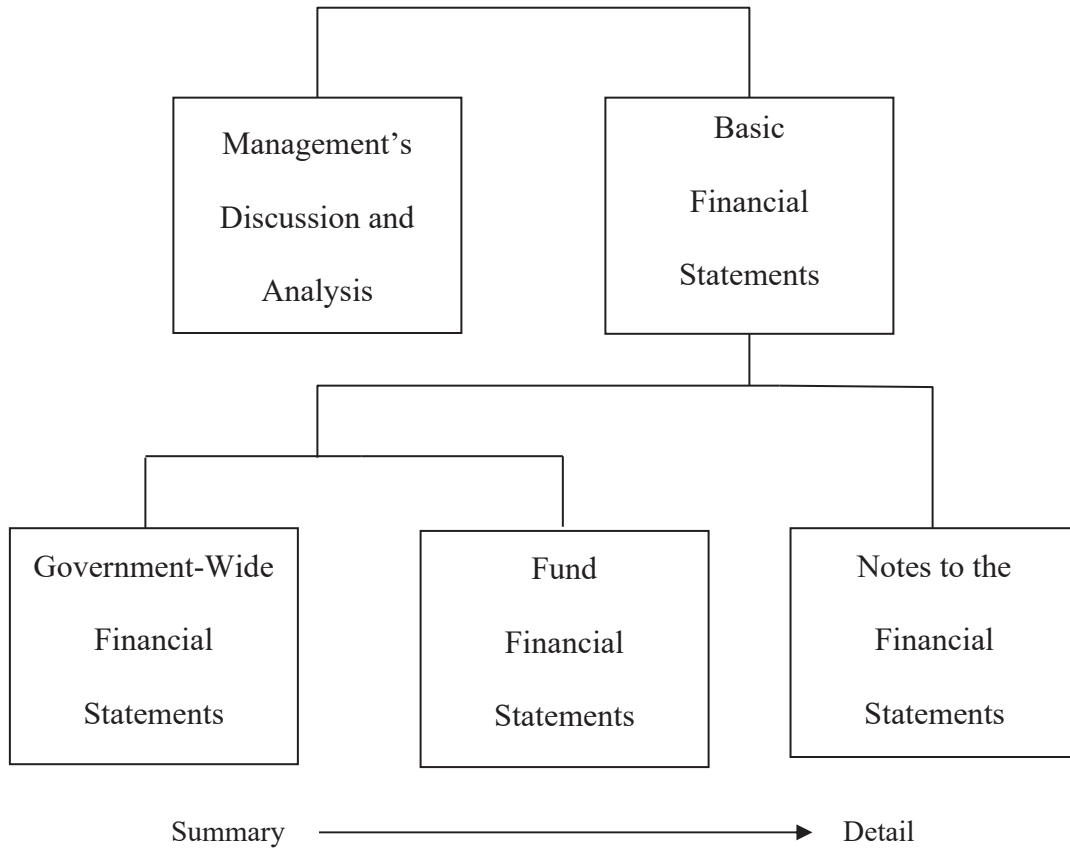 Management’s
Discussion and
Analysis
Basic
Financial
Statements
Government-Wide
Financial
Statements
Fund
Financial
Statements
Notes to the
Financial
Statements
Summary
Detail